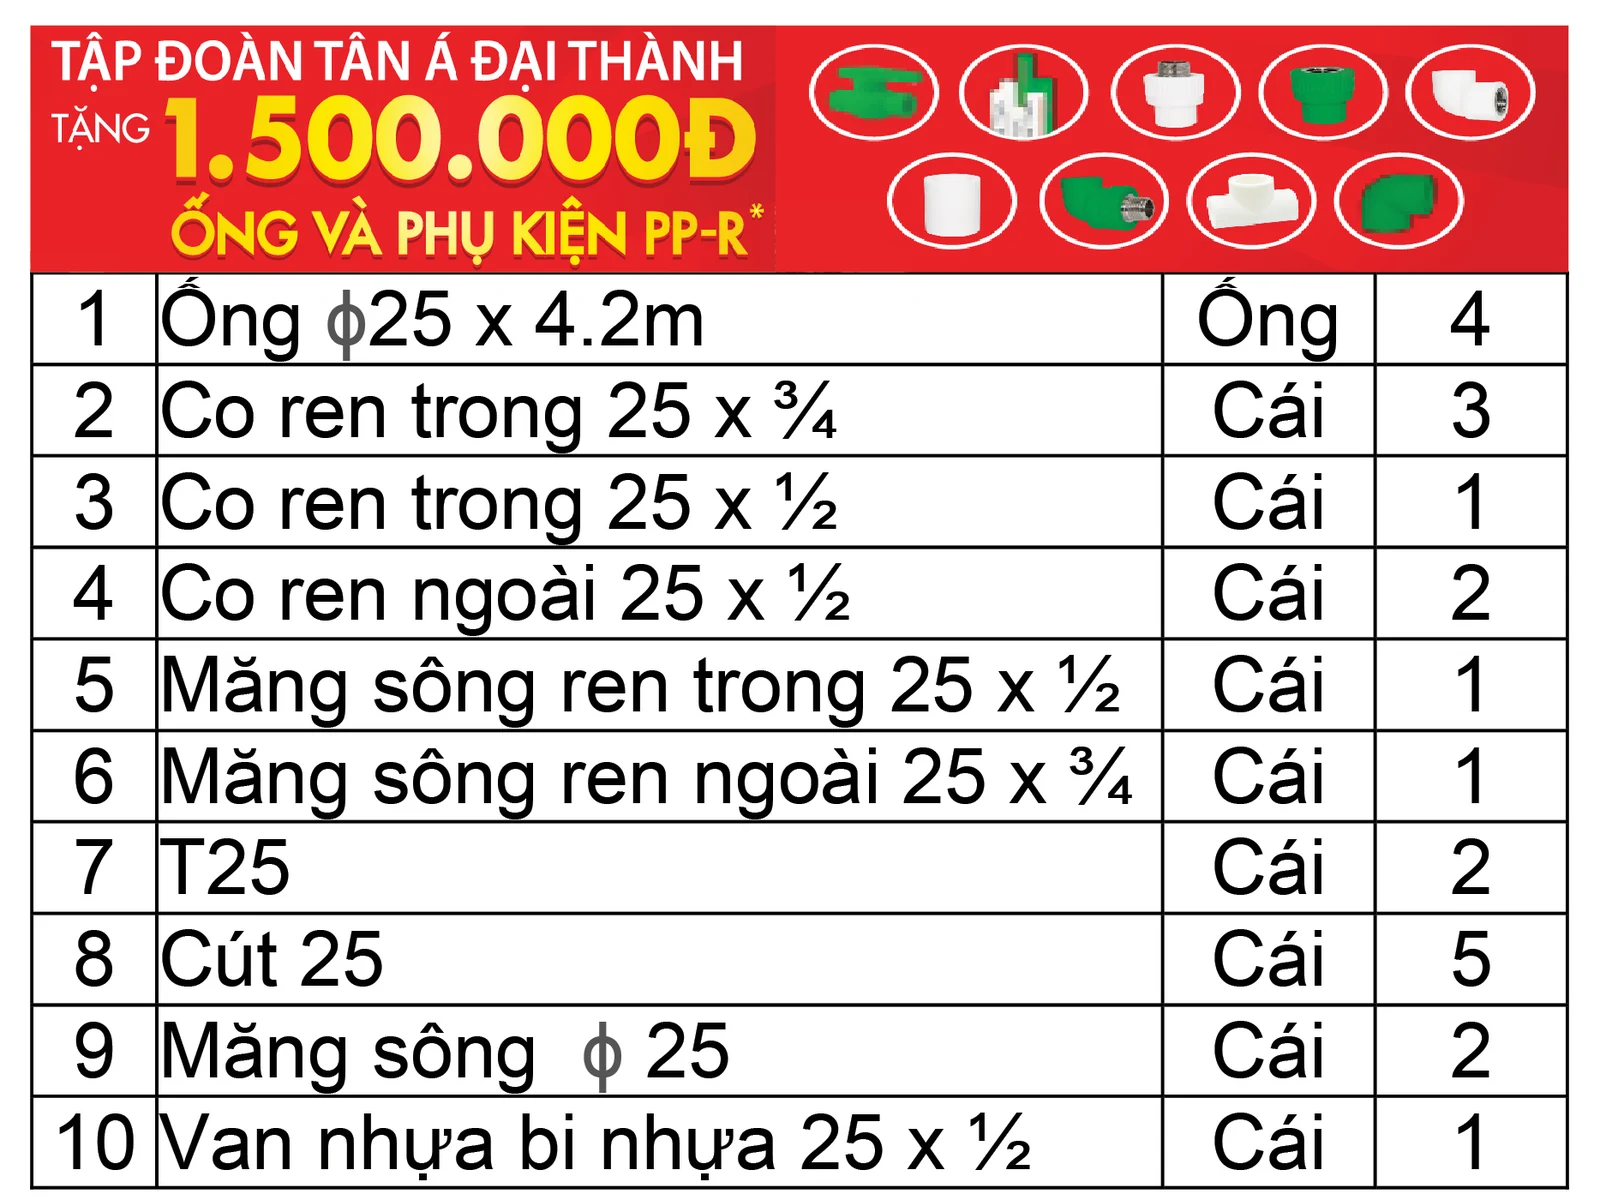 TẬP ĐOÀN TÂN Á ĐẠI THÀNH
TẶNG 1.500.000Đ
ỐNG VÀ PHỤ KIỆN PP-R*
1 Ống ϕ25 x 4.2m Ống 4
2 Co ren trong 25 x ¾ Cái 3
3 Co ren trong 25 x ½ Cái 1
4 Co ren ngoài 25 x ½ Cái 2
5 Măng sông ren trong 25 x ½ Cái 1
6 Măng sông ren ngoài 25 x ¾ Cái 1
7 T25 Cái 2
8 Cút 25 Cái 5
9 Măng sông ϕ 25 Cái 2
10 Van nhựa bi nhựa 25 x ½ Cái 1